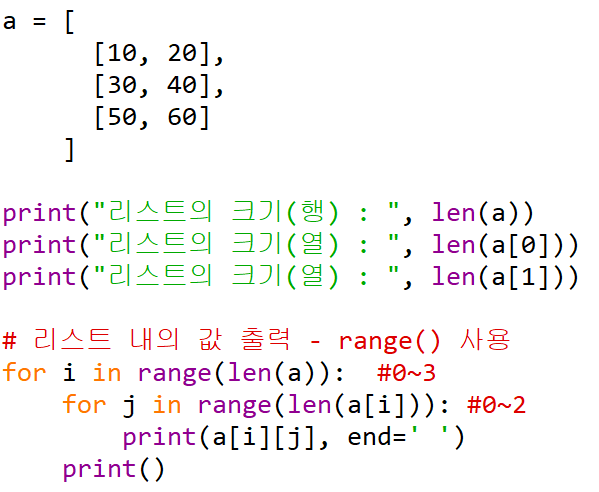 a = [
      [10, 20],
      [30, 40],
      [50, 60]
    ]
print("리스트의 크기(행) : ", len(a))
print("리스트의 크기(열) : ", len(a[0]))
print("리스트의 크기(열) : ", len(a[1]))
# 리스트 내의 값 출력 - range() 사용
for i in range(len(a)):  #0~3
    for j in range(len(a[i])): #0~2
        print(a[i][j], end=' ')
    print()